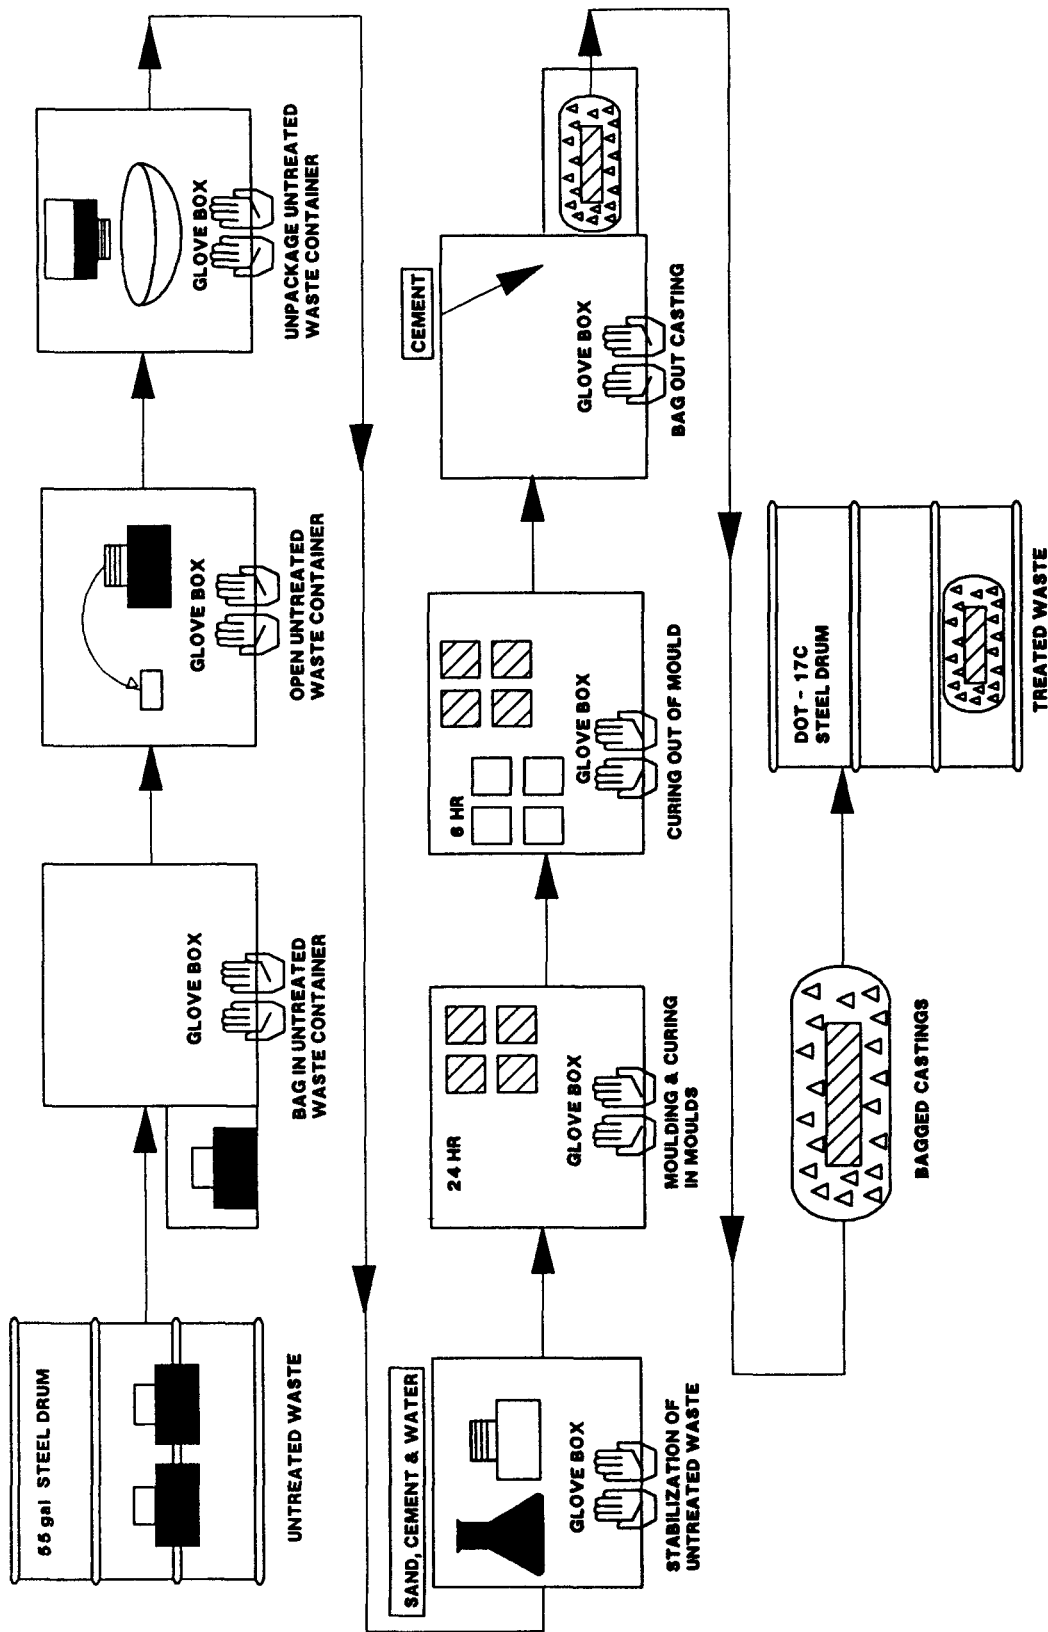 55 gal STEEL DRUM
UNTREATED WASTE
GLOVE BOX
BAG IN UNTREATED
WASTE CONTAINER
GLOVE BOX
OPEN UNTREATED
WASTE CONTAINER
GLOVE BOX
UNPACKAGE UNTREATED
WASTE CONTAINER
SAND, CEMENT & WATER
GLOVE BOX
STABILIZATION OF
UNTREATED WASTE
24 HR
GLOVE BOX
MOULDING & CURING
IN MOULDS
6 HR
GLOVE BOX
CURING OUT OF MOULD
CEMENT
GLOVE BOX
BAG OUT CASTING
BAGGED CASTINGS
DOT - 17C
STEEL DRUM
TREATED WASTE